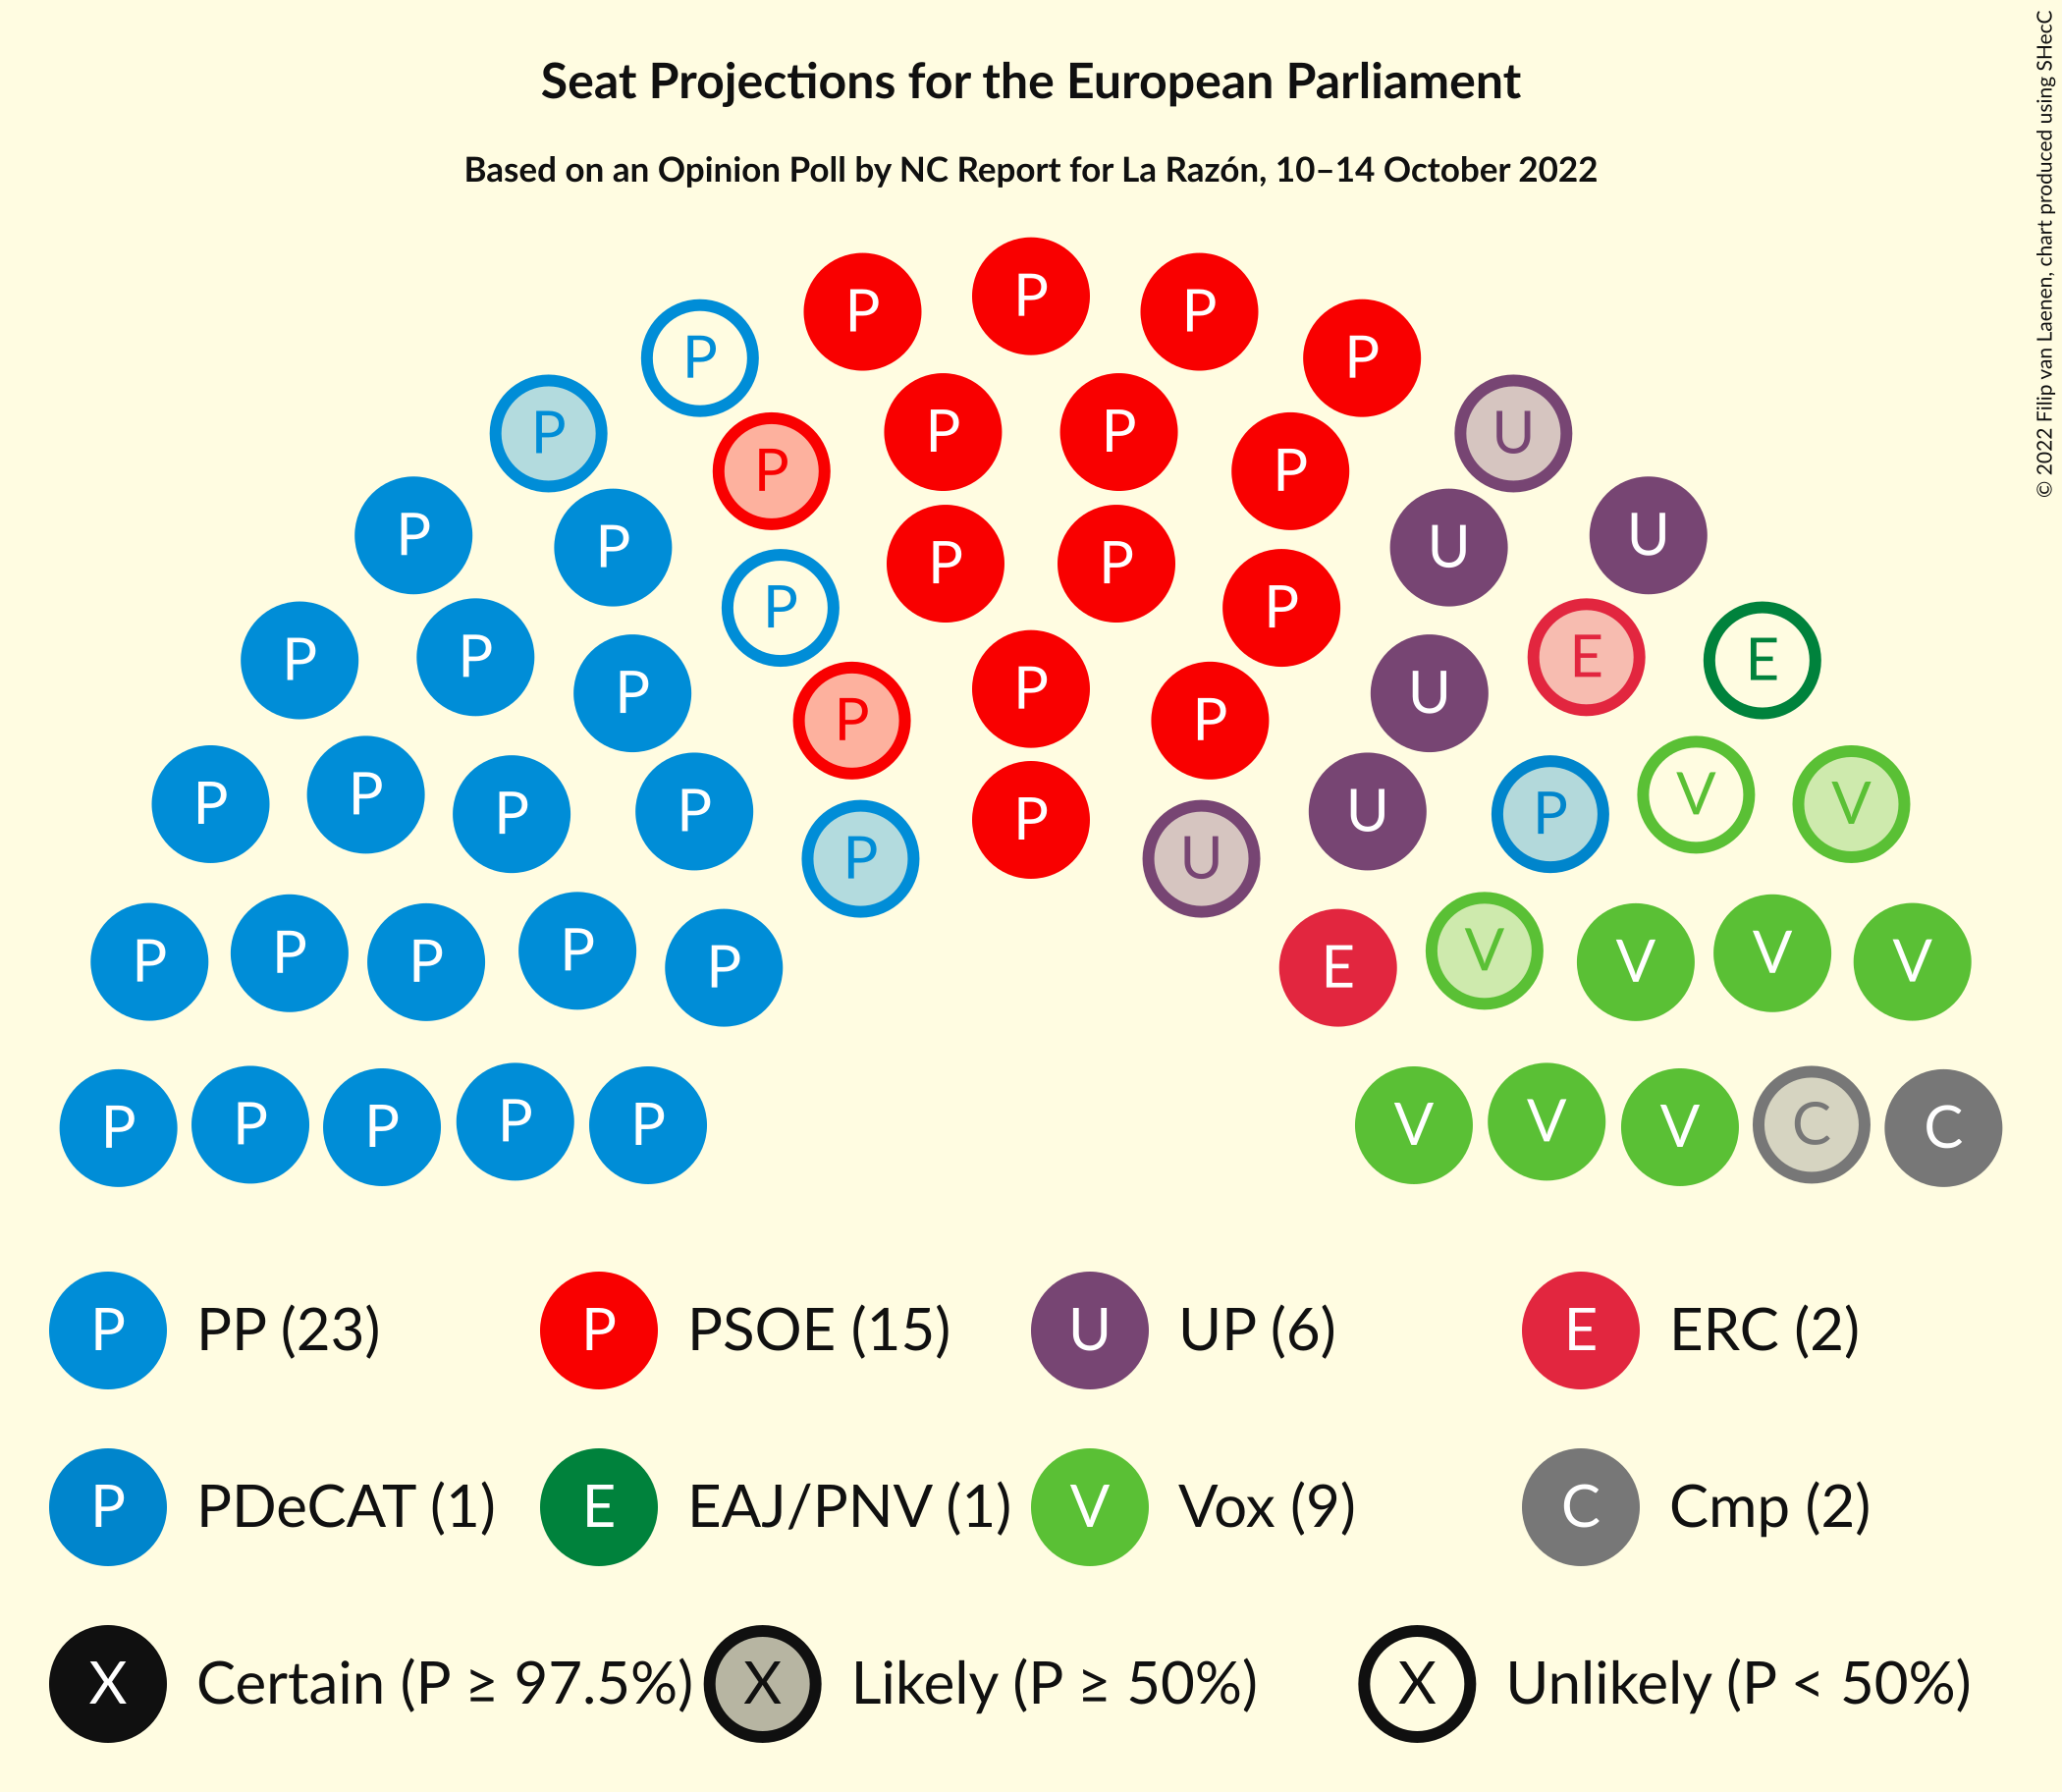 Seat Projections for the European Parliament
Based on an Opinion Poll by NC Report for La Razón, 10–14 October 2022
© 2022 Filip van Laenen, chart produced using SHecC
P P P
P P P P
P P P U
P P P P
P P U U
P P P
P P E E
P P P U
P P P
P P P P U P V V
P U
P P P P P E V V V V
P P P P P V V V C C
P PP (23) P PSOE (15) U UP (6) E ERC (2)
P PDeCAT (1) E EAJ/PNV (1) V Vox (9) C Cmp (2)
X Certain (P ≥ 97.5%) X Likely (P ≥ 50%) X Unlikely (P < 50%)